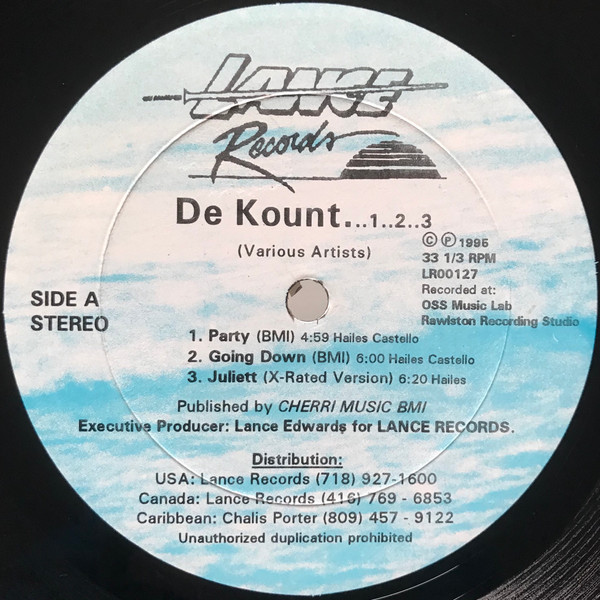 LANCE
Records
De Kount...1..2..3
(Various Artists)
© ℗ 1995
33 1/3 RPM
LR00127
Recorded at:
OSS Music Lab
Rawlston Recording Studio
SIDE A
STEREO
1. Party (BMI) 4:59 Hailes Castello
2. Going Down (BMI) 6:00 Hailes Castello
3. Juliett (X-Rated Version) 6:20 Hailes
Published by CHERRI MUSIC BMI
Executive Producer: Lance Edwards for LANCE RECORDS.
Distribution:
USA: Lance Records (718) 927-1600
Canada: Lance Records (416) 769 - 6853
Caribbean: Chalis Porter (809) 457 - 9122
Unauthorized duplication prohibited